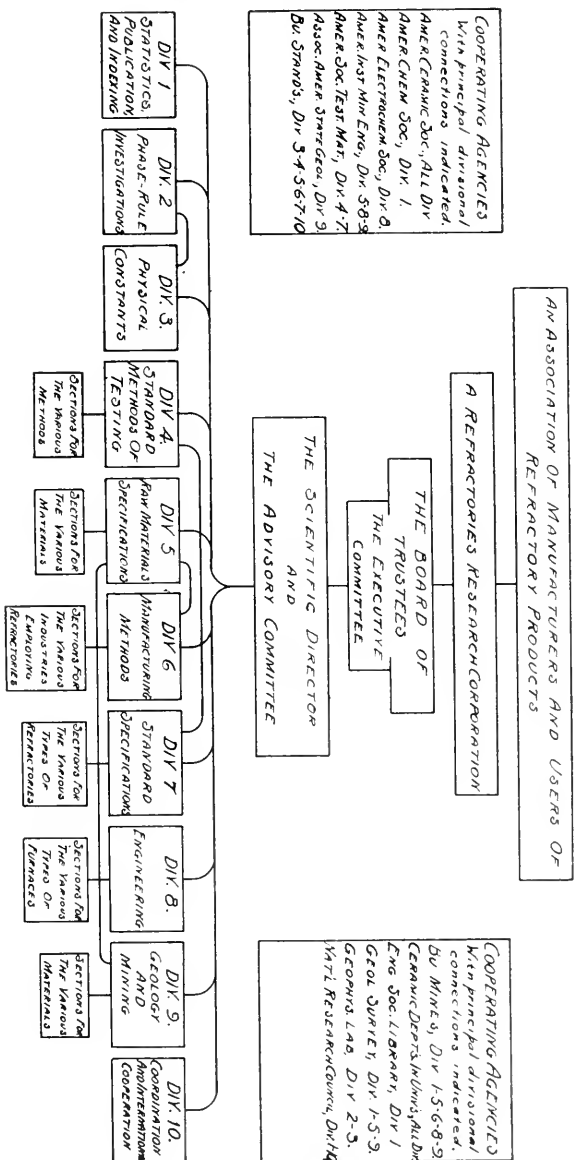 AN ASSOCIATION OF MANUFACTURERS AND USERS OF
REFRACTORY PRODUCTS
A REFRACTORIES RESEARCH CORPORATION
THE BOARD OF
TRUSTEES
THE EXECUTIVE
COMMITTEE
THE SCIENTIFIC DIRECTOR
AND
THE ADVISORY COMMITTEE
COOPERATING AGENCIES
With principal divisional
connections indicated.
AMER. CERAMIC SOC., ALL DIV
AMER. CHEM SOC., DIV. 1.
AMER ELECTROCHEM. SOC., DIV 8.
AMER. INST MIN ENG., DIV. 5-8-9
AMER. SOC. TEST. MAT., DIV. 4-7.
ASSOC. AMER. STATE GEOL., DIV 9.
BU. STAND'S., DIV 3-4-5-6-7-10
COOPERATING AGENCIES
With principal divisional
connections indicated.
BU MINES, DIV 1-5-6-8-9.
CERAMIC DEPTS. IN UNIVS, ALL DIV.
ENG SOC. LIBRARY, DIV 1
GEOL SURVEY, DIV. 1-5-9.
GEOPHYS. LAB, DIV 2-3.
NAT'L RESEARCH COUNCIL,
DIV 1
STATISTICS,
PUBLICATION,
AND INDEXING
DIV. 2
PHASE-RULE
INVESTIGATIONS
DIV. 3.
PHYSICAL
CONSTANTS
DIV 4.
STANDARD
METHODS OF
TESTING
SECTIONS FOR
THE VARIOUS
METHODS
DIV 5
RAW MATERIALS
SPECIFICATIONS
SECTIONS FOR
THE VARIOUS
MATERIALS
DIV 6
MANUFACTURING
METHODS
SECTIONS FOR
THE VARIOUS
INDUSTRIES
EMPLOYING
REFRACTORIES
DIV 7
STANDARD
SPECIFICATIONS
SECTIONS FOR
THE VARIOUS
TYPES OF
REFRACTORIES
DIV. 8.
ENGINEERING
SECTIONS FOR
THE VARIOUS
TYPES OF
FURNACES
DIV. 9.
GEOLOGY
AND
MINING
SECTIONS FOR
THE VARIOUS
MATERIALS
DIV. 10.
COORDINATION
AND INTERNATIONAL
COOPERATION